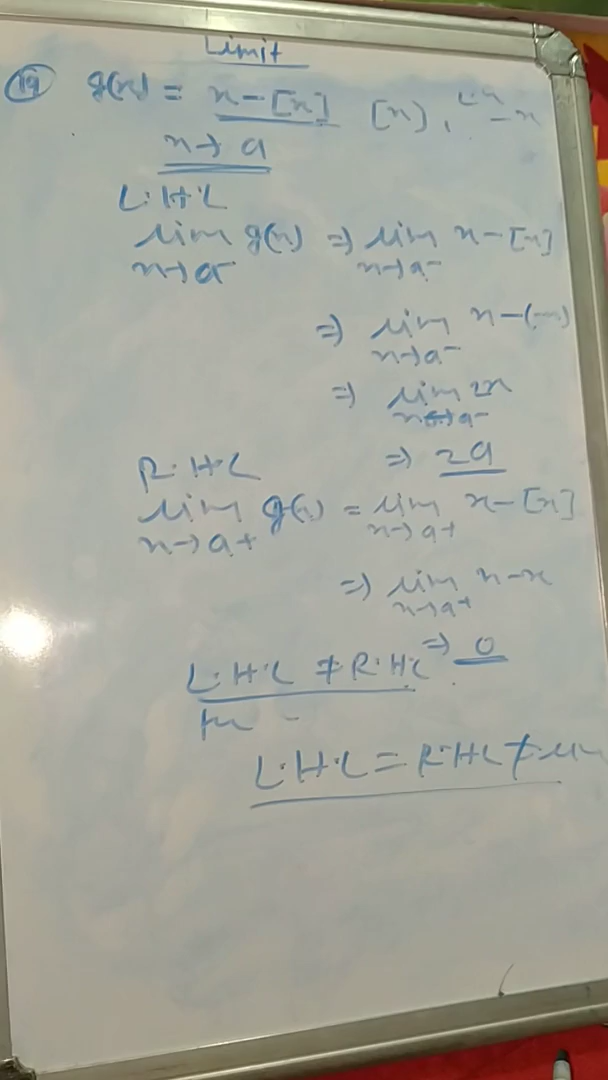 Limit
(19) g(x) = x-[x] [x],
x→a
L.H.L
lim g(x) ⇒ lim x-[x]
x→a⁻ x→a⁻
⇒ lim x-(-x)
x→a⁻
⇒ lim 2x
x→a⁻
⇒ 2a
R.H.L
lim g(x) = lim x-[x]
x→a+ x→a+
⇒ lim x-x
x→a+
⇒ 0
L.H.L ≠ R.H.L
L.H.L = R.H.L ≠